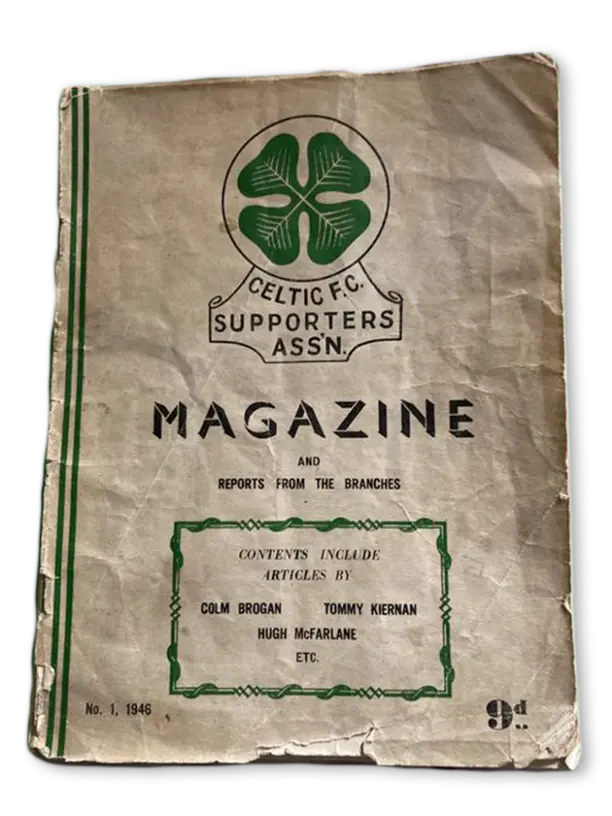 CELTIC F.C.
SUPPORTERS
ASS'N.
MAGAZINE
AND
REPORTS FROM THE BRANCHES
CONTENTS INCLUDE
ARTICLES BY
COLM BROGAN TOMMY KIERNAN
HUGH McFARLANE
ETC.
No. 1, 1946
9d